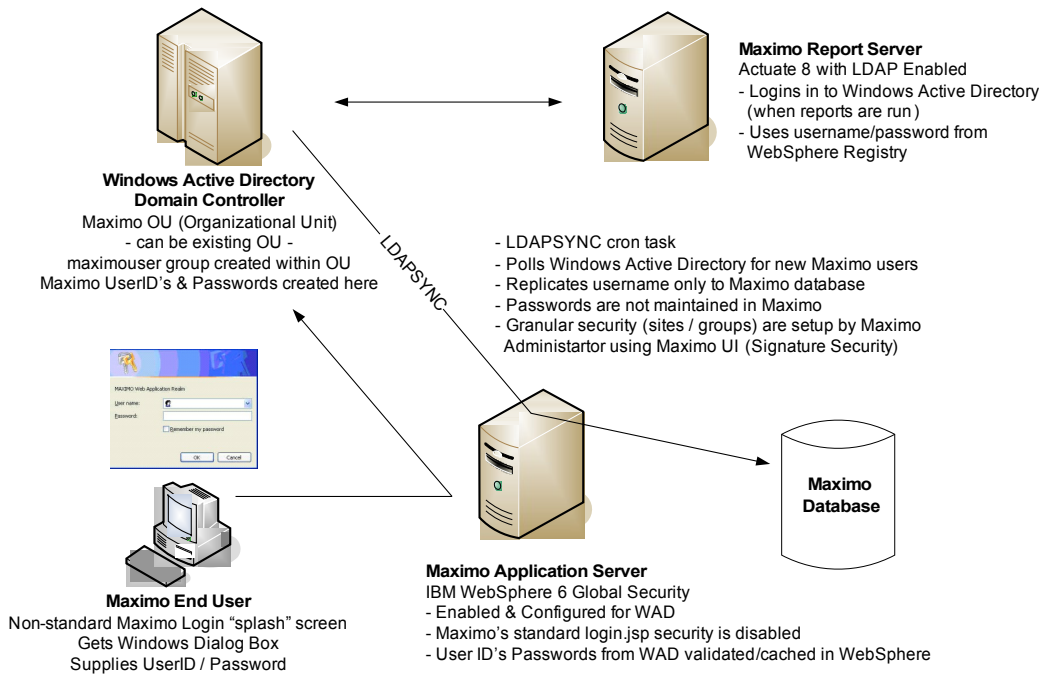 Maximo Report Server
Actuate 8 with LDAP Enabled
- Logins in to Windows Active Directory
(when reports are run)
- Uses username/password from
WebSphere Registry
Windows Active Directory
Domain Controller
Maximo OU (Organizational Unit)
- can be existing OU -
maximouser group created within OU
Maximo UserID's & Passwords created here
LDAPSYNC
- LDAPSYNC cron task
- Polls Windows Active Directory for new Maximo users
- Replicates username only to Maximo database
- Passwords are not maintained in Maximo
- Granular security (sites / groups) are setup by Maximo
Administartor using Maximo UI (Signature Security)
MAXIMO Web Application Realm
User name:
Password:
Remember my password
OK Cancel
Maximo
Database
Maximo End User
Non-standard Maximo Login “splash” screen
Gets Windows Dialog Box
Supplies UserID / Password
Maximo Application Server
IBM WebSphere 6 Global Security
- Enabled & Configured for WAD
- Maximo's standard login.jsp security is disabled
- User ID's Passwords from WAD validated/cached in WebSphere